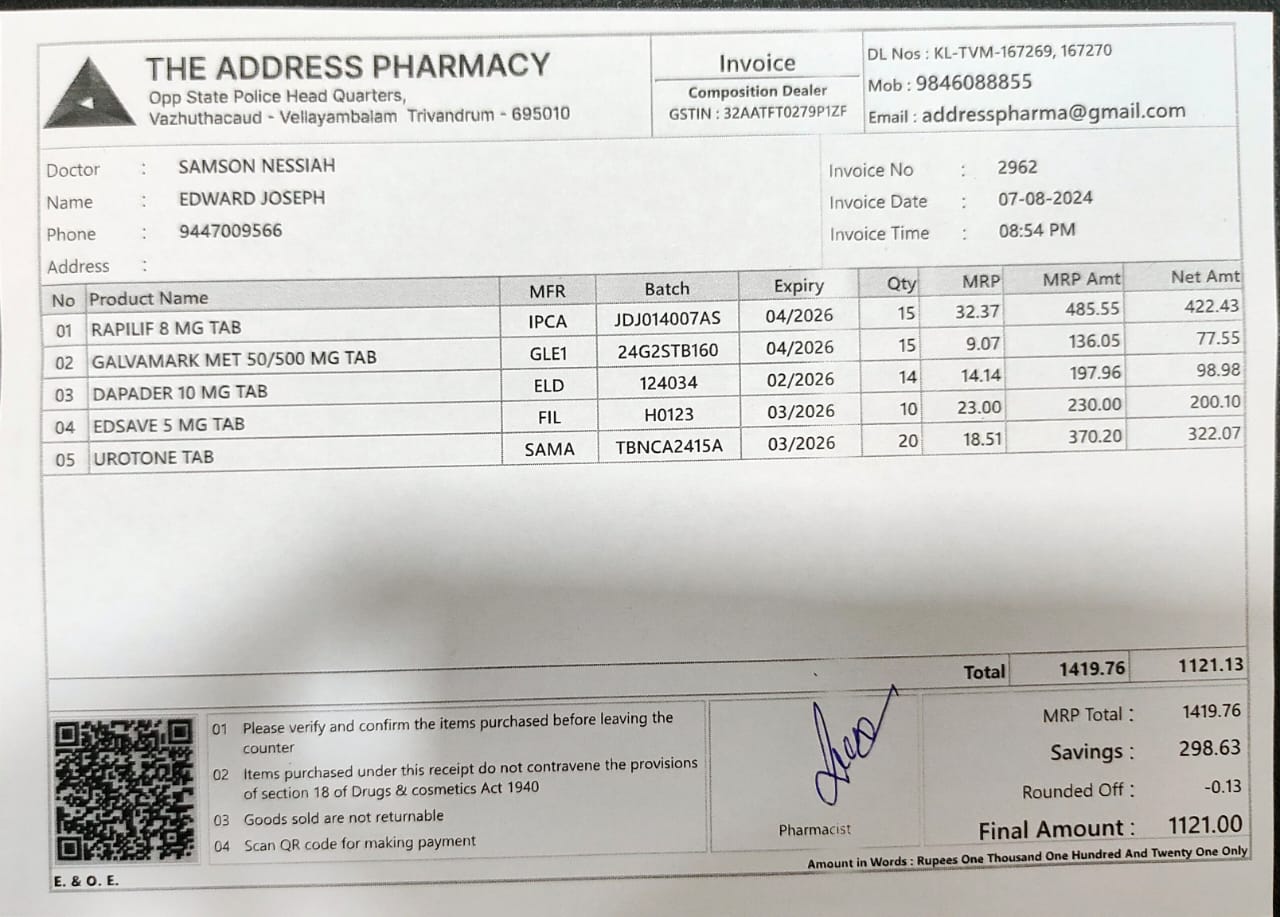 THE ADDRESS PHARMACY
Opp State Police Head Quarters,
Vazhuthacaud - Vellayambalam Trivandrum - 695010
Invoice
Composition Dealer
GSTIN : 32AATFT0279P1ZF
DL Nos : KL-TVM-167269, 167270
Mob : 9846088855
Email : addresspharma@gmail.com
Doctor : SAMSON NESSIAH
Name : EDWARD JOSEPH
Phone : 9447009566
Address :
Invoice No : 2962
Invoice Date : 07-08-2024
Invoice Time : 08:54 PM
No Product Name MFR Batch Expiry Qty MRP MRP Amt Net Amt
01 RAPILIF 8 MG TAB IPCA JDJ014007AS 04/2026 15 32.37 485.55 422.43
02 GALVAMARK MET 50/500 MG TAB GLE1 24G2STB160 04/2026 15 9.07 136.05 77.55
03 DAPADER 10 MG TAB ELD 124034 02/2026 14 14.14 197.96 98.98
04 EDSAVE 5 MG TAB FIL H0123 03/2026 10 23.00 230.00 200.10
05 UROTONE TAB SAMA TBNCA2415A 03/2026 20 18.51 370.20 322.07
Total 1419.76 1121.13
01 Please verify and confirm the items purchased before leaving the
counter
02 Items purchased under this receipt do not contravene the provisions
of section 18 of Drugs & cosmetics Act 1940
03 Goods sold are not returnable
04 Scan QR code for making payment
E. & O. E.
Pharmacist
MRP Total : 1419.76
Savings : 298.63
Rounded Off : -0.13
Final Amount : 1121.00
Amount in Words : Rupees One Thousand One Hundred And Twenty One Only